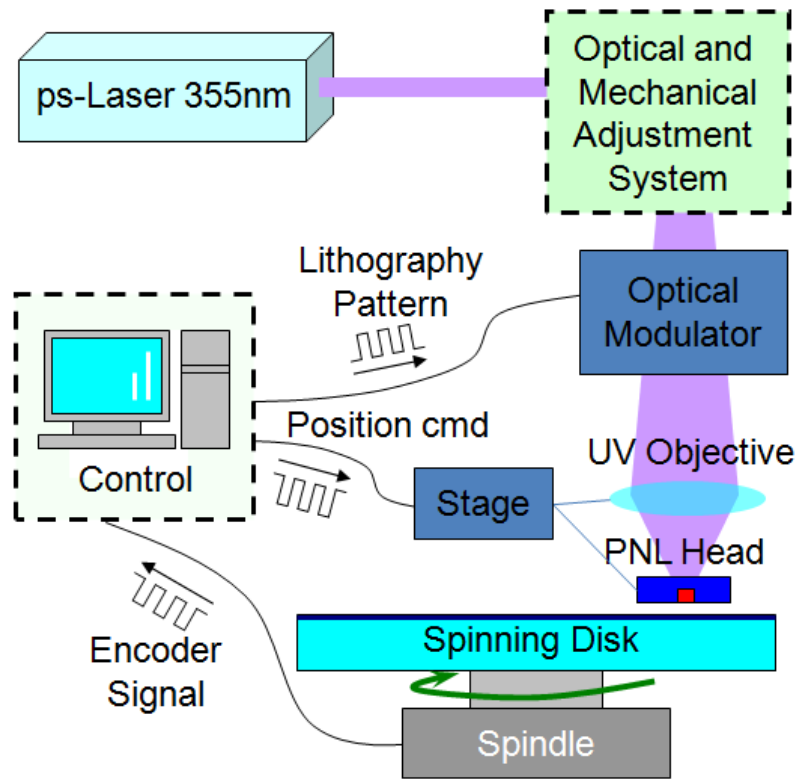 ps-Laser 355nm
Optical and
Mechanical
Adjustment
System
Lithography
Pattern
Optical
Modulator
Position cmd
UV Objective
Control
Stage
PNL Head
Encoder
Signal
Spinning Disk
Spindle